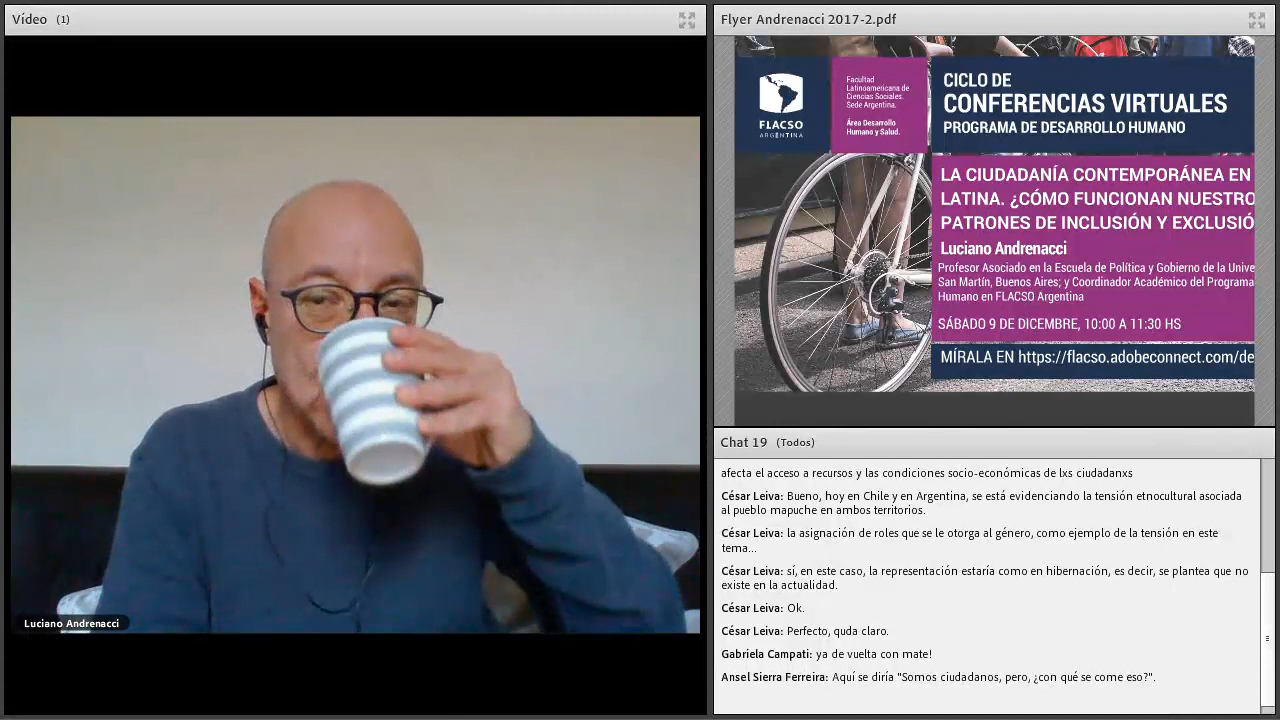 Vídeo (1)
Luciano Andrenacci
Flyer Andrenacci 2017-2.pdf
FLACSO
ARGENTINA
Facultad
Latinoamericana de
Ciencias Sociales.
Sede Argentina.
Área Desarrollo
Humano y Salud.
CICLO DE
CONFERENCIAS VIRTUALES
PROGRAMA DE DESARROLLO HUMANO
LA CIUDADANÍA CONTEMPORÁNEA EN
LATINA. ¿CÓMO FUNCIONAN NUESTRO
PATRONES DE INCLUSIÓN Y EXCLUSIÓ
Luciano Andrenacci
Profesor Asociado en la Escuela de Política y Gobierno de la Unive
San Martín, Buenos Aires; y Coordinador Académico del Programa
Humano en FLACSO Argentina
SÁBADO 9 DE DICEMBRE, 10:00 A 11:30 HS
MÍRALA EN https://flacso.adobeconnect.com/de
Chat 19 (Todos)
afecta el acceso a recursos y las condiciones socio-económicas de lxs ciudadanxs
César Leiva: Bueno, hoy en Chile y en Argentina, se está evidenciando la tensión etnocultural asociada
al pueblo mapuche en ambos territorios.
César Leiva: la asignación de roles que se le otorga al género, como ejemplo de la tensión en este
tema...
César Leiva: sí, en este caso, la representación estaría como en hibernación, es decir, se plantea que no
existe en la actualidad.
César Leiva: Ok.
César Leiva: Perfecto, quda claro.
Gabriela Campati: ya de vuelta con mate!
Ansel Sierra Ferreira: Aquí se diría "Somos ciudadanos, pero, ¿con qué se come eso?".